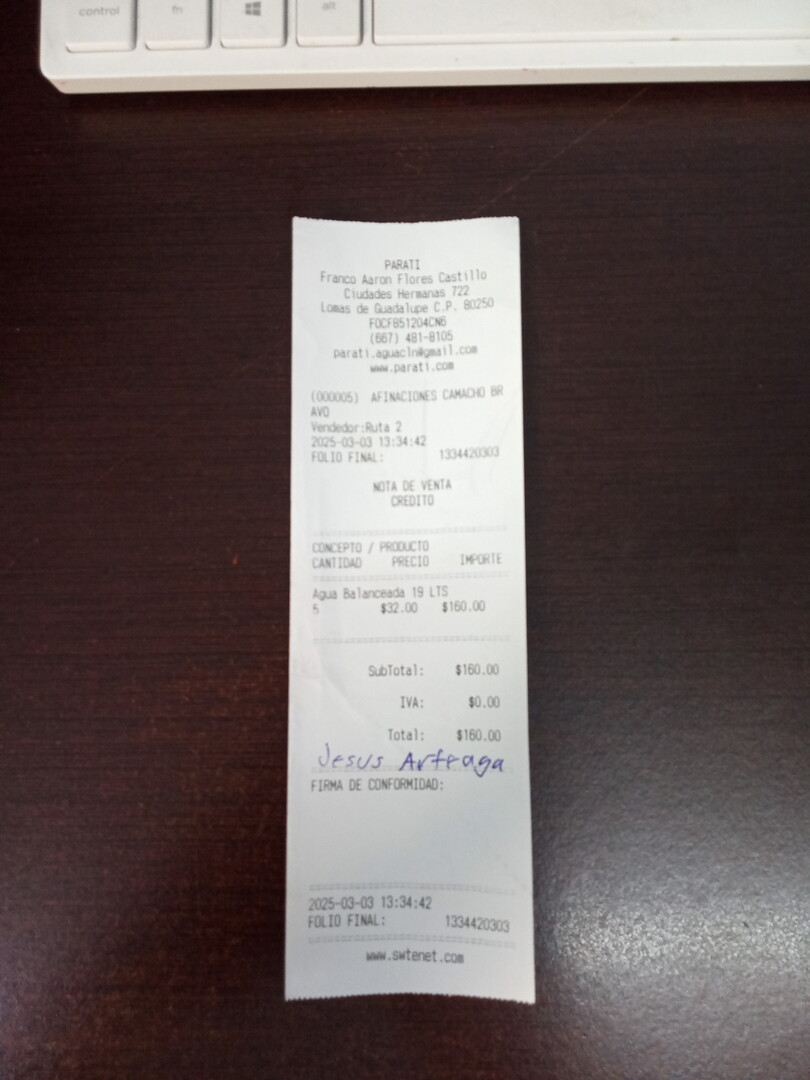 control fn alt
PARATI
Franco Aaron Flores Castillo
Ciudades Hermanas 722
Lomas de Guadalupe C.P. 80250
FOCF851204CN6
(667) 481-8105
parati.aguacln@gmail.com
www.parati.com
(000005) AFINACIONES CAMACHO BR
AVO
Vendedor:Ruta 2
2025-03-03 13:34:42
FOLIO FINAL: 1334420303
NOTA DE VENTA
CREDITO
CONCEPTO / PRODUCTO
CANTIDAD PRECIO IMPORTE
Agua Balanceada 19 LTS
5 $32.00 $160.00
SubTotal: $160.00
IVA: $0.00
Total: $160.00
Jesus Arteaga
FIRMA DE CONFORMIDAD:
2025-03-03 13:34:42
FOLIO FINAL: 1334420303
www.swtenet.com